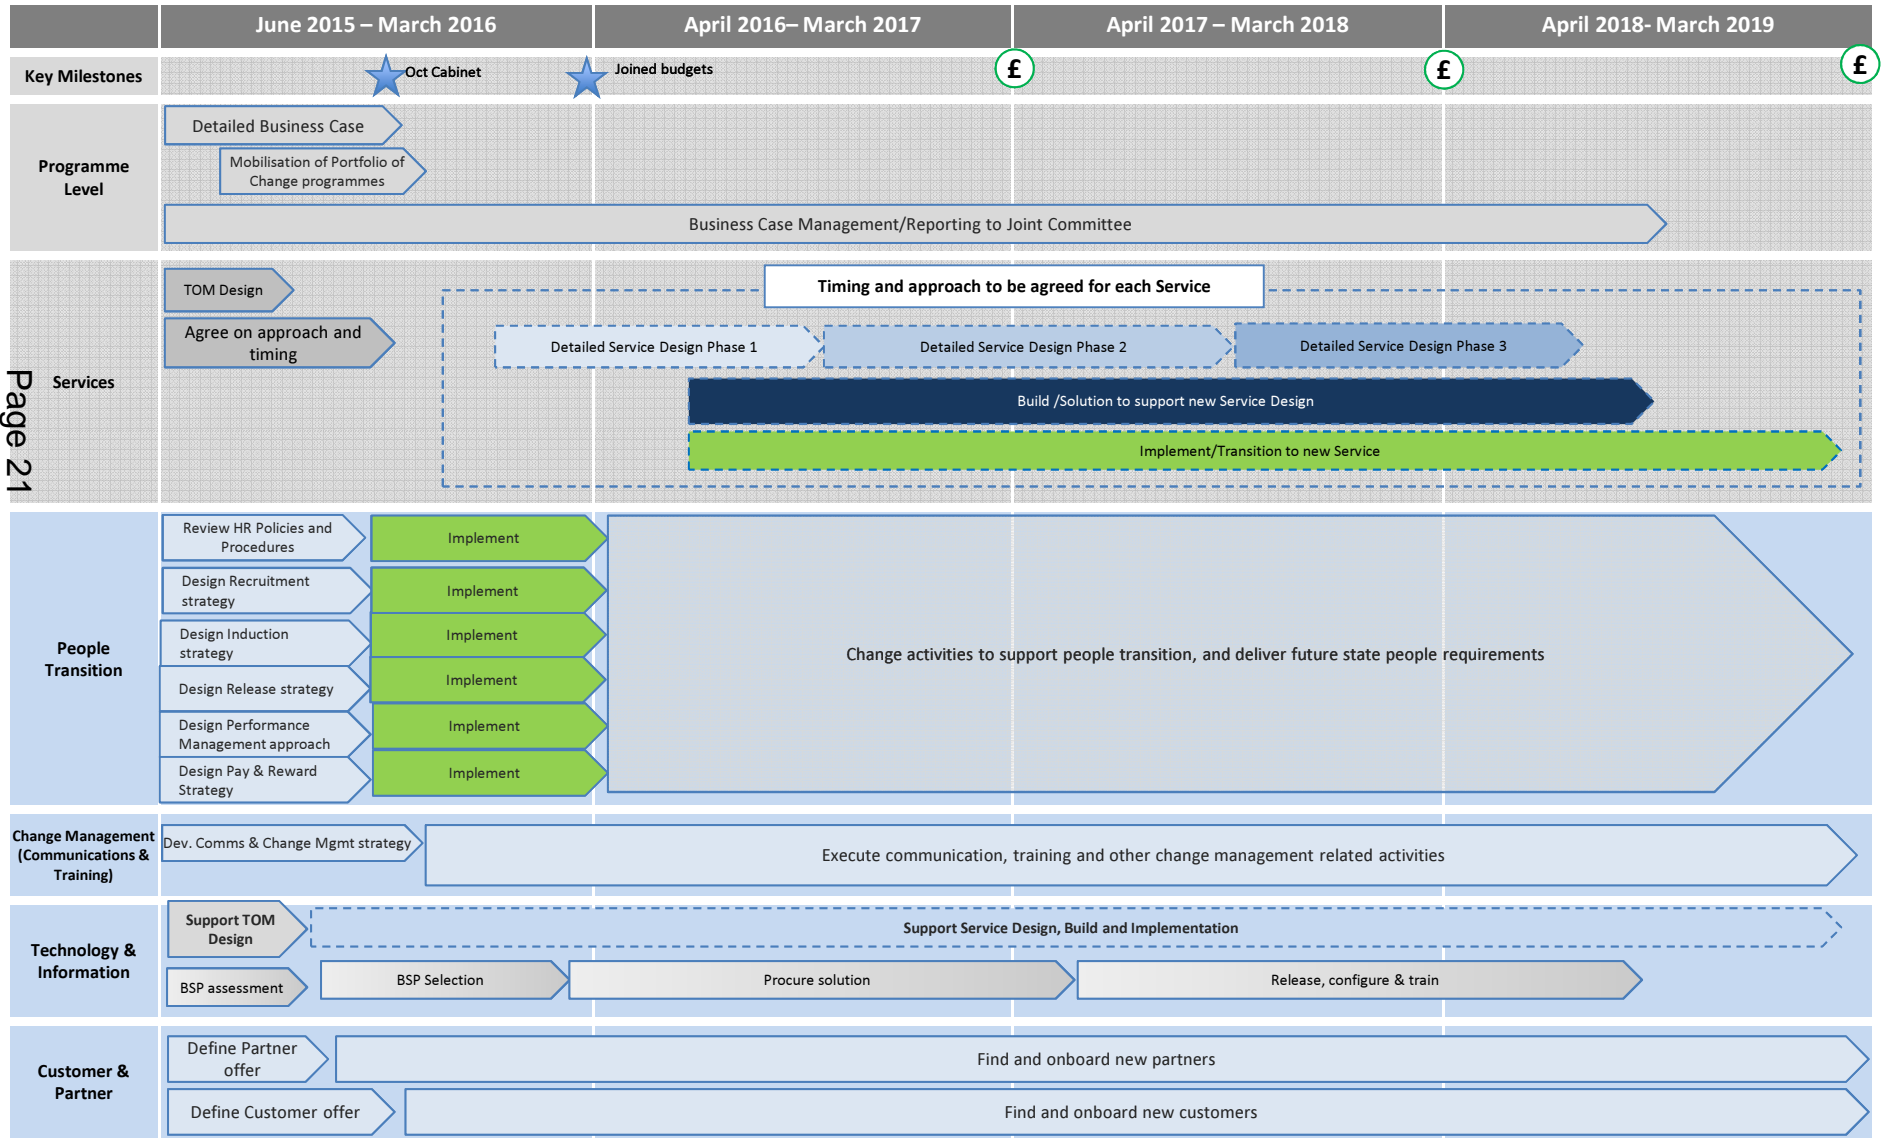 June 2015 – March 2016
April 2016– March 2017
April 2017 – March 2018
April 2018- March 2019
Key Milestones
Oct Cabinet
Joined budgets
£
£
£
Programme
Level
Detailed Business Case
Mobilisation of Portfolio of
Change programmes
Business Case Management/Reporting to Joint Committee
Services
TOM Design
Agree on approach and
timing
Timing and approach to be agreed for each Service
Detailed Service Design Phase 1
Detailed Service Design Phase 2
Detailed Service Design Phase 3
Build /Solution to support new Service Design
Implement/Transition to new Service
Page 21
People
Transition
Review HR Policies and
Procedures
Implement
Design Recruitment
strategy
Implement
Design Induction
strategy
Implement
Design Release strategy
Implement
Design Performance
Management approach
Implement
Design Pay & Reward
Strategy
Implement
Change activities to support people transition, and deliver future state people requirements
Change Management
(Communications &
Training)
Dev. Comms & Change Mgmt strategy
Execute communication, training and other change management related activities
Technology &
Information
Support TOM
Design
Support Service Design, Build and Implementation
BSP assessment
BSP Selection
Procure solution
Release, configure & train
Customer &
Partner
Define Partner
offer
Find and onboard new partners
Define Customer offer
Find and onboard new customers